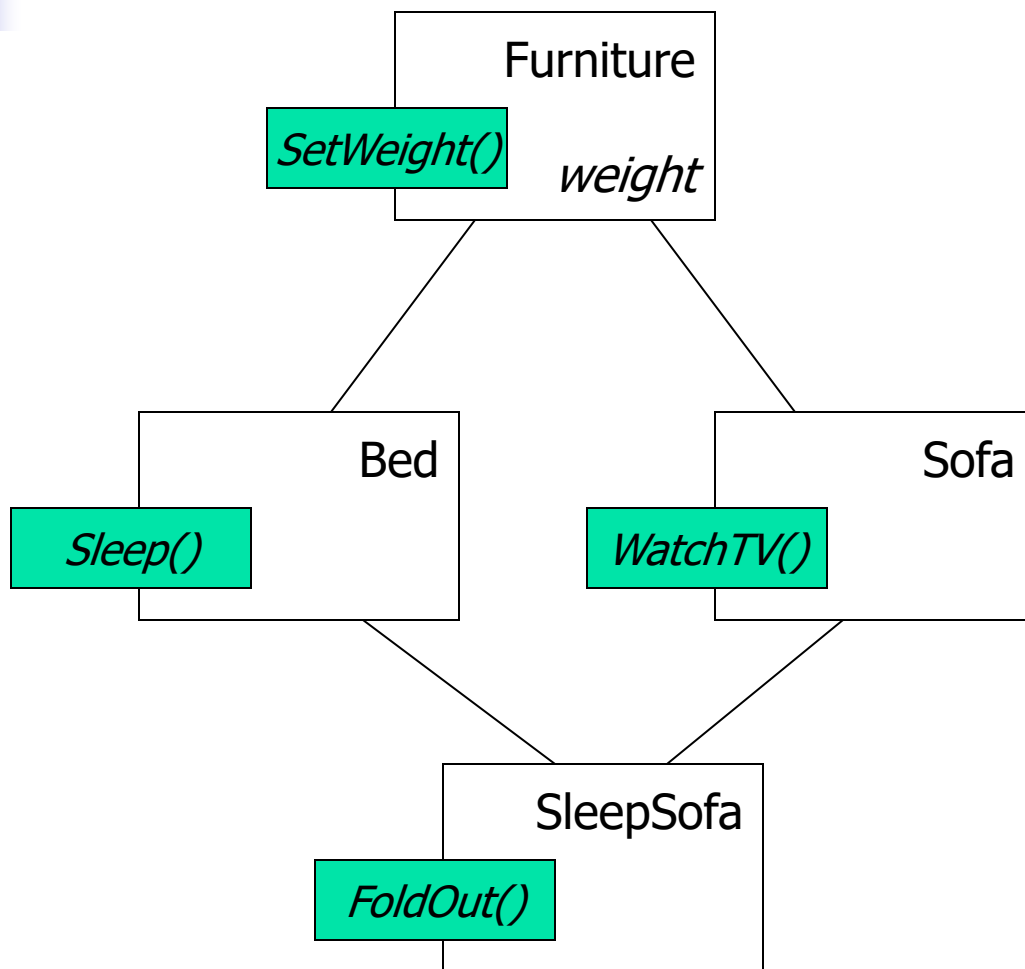 Furniture
SetWeight()
weight
Bed
Sofa
Sleep()
WatchTV()
SleepSofa
FoldOut()